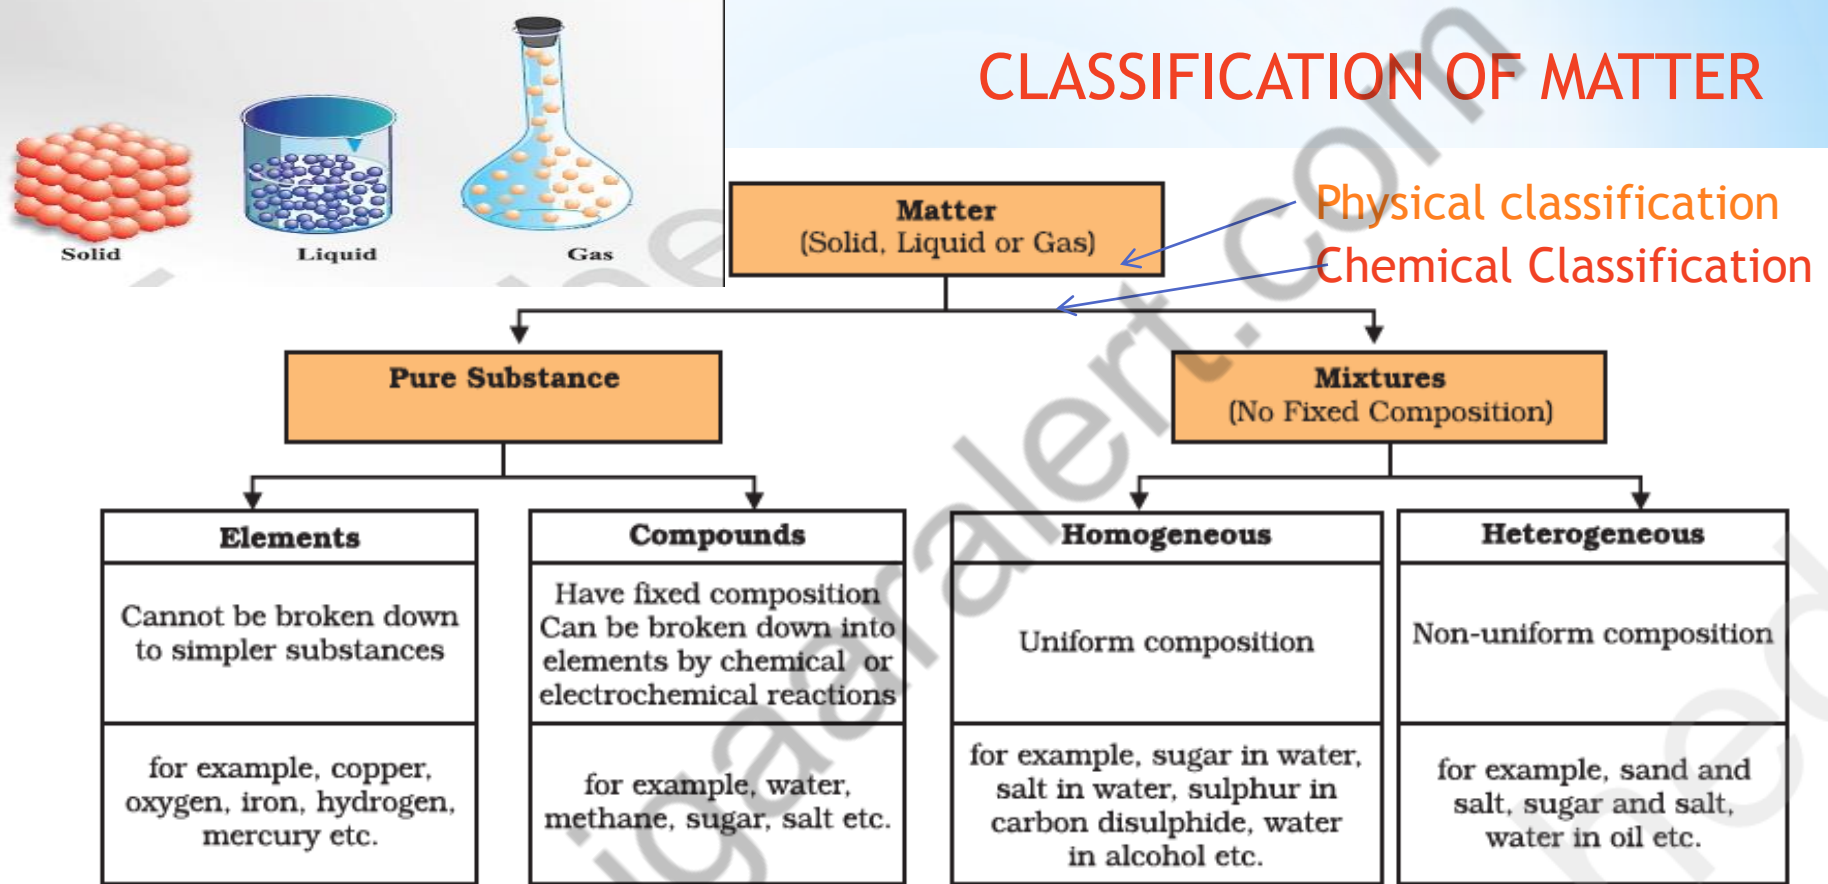 CLASSIFICATION OF MATTER
Solid
Liquid
Gas
Matter
(Solid, Liquid or Gas)
Physical classification
Chemical Classification
Pure Substance
Mixtures
(No Fixed Composition)
Elements
Cannot be broken down
to simpler substances
for example, copper,
oxygen, iron, hydrogen,
mercury etc.
Compounds
Have fixed composition
Can be broken down into
elements by chemical or
electrochemical reactions
for example, water,
methane, sugar, salt etc.
Homogeneous
Uniform composition
for example, sugar in water,
salt in water, sulphur in
carbon disulphide, water
in alcohol etc.
Heterogeneous
Non-uniform composition
for example, sand and
salt, sugar and salt,
water in oil etc.
igaaralert.com